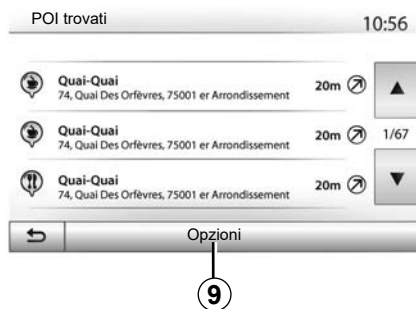 POI trovati
10:56
Quai-Quai
74, Quai Des Orfèvres, 75001 er Arrondissement
20m
Quai-Quai
74, Quai Des Orfèvres, 75001 er Arrondissement
20m
1/67
Quai-Quai
74, Quai Des Orfèvres, 75001 er Arrondissement
20m
Opzioni
9